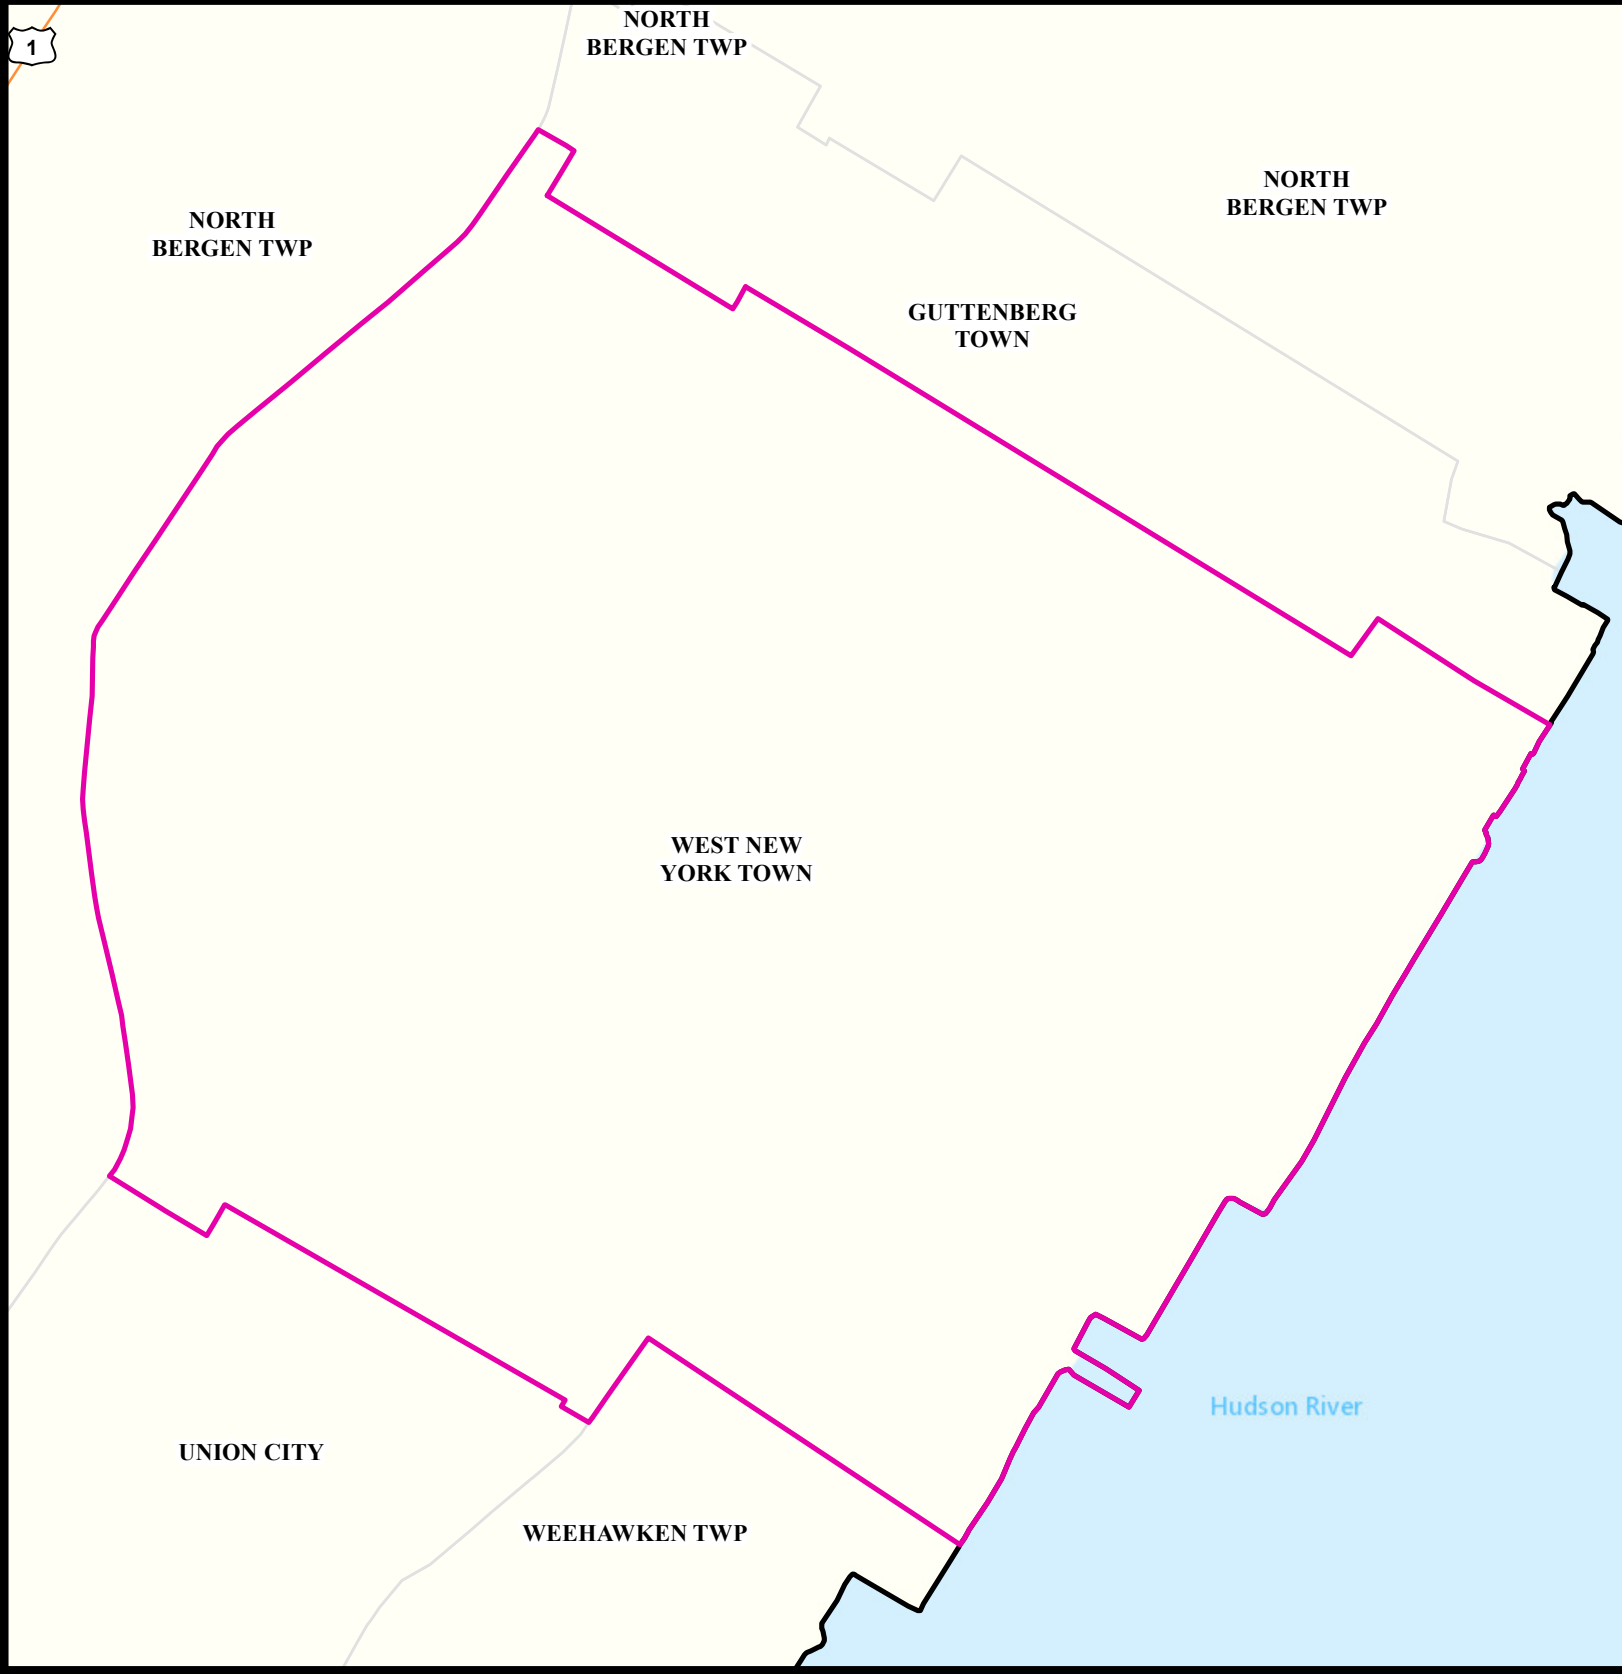 NORTH
BERGEN TWP
1
NORTH
BERGEN TWP
NORTH
BERGEN TWP
GUTTENBERG
TOWN
WEST NEW
YORK TOWN
Hudson River
UNION CITY
WEEHAWKEN TWP